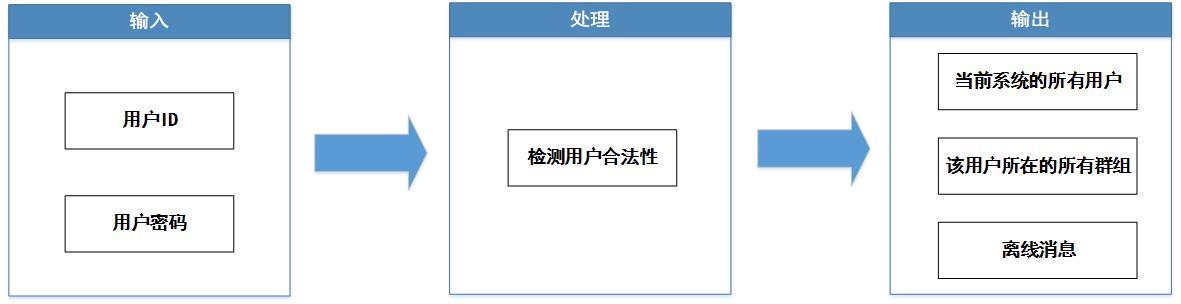 输入
用户ID
用户密码
处理
检测用户合法性
输出
当前系统的所有用户
该用户所在的所有群组
离线消息